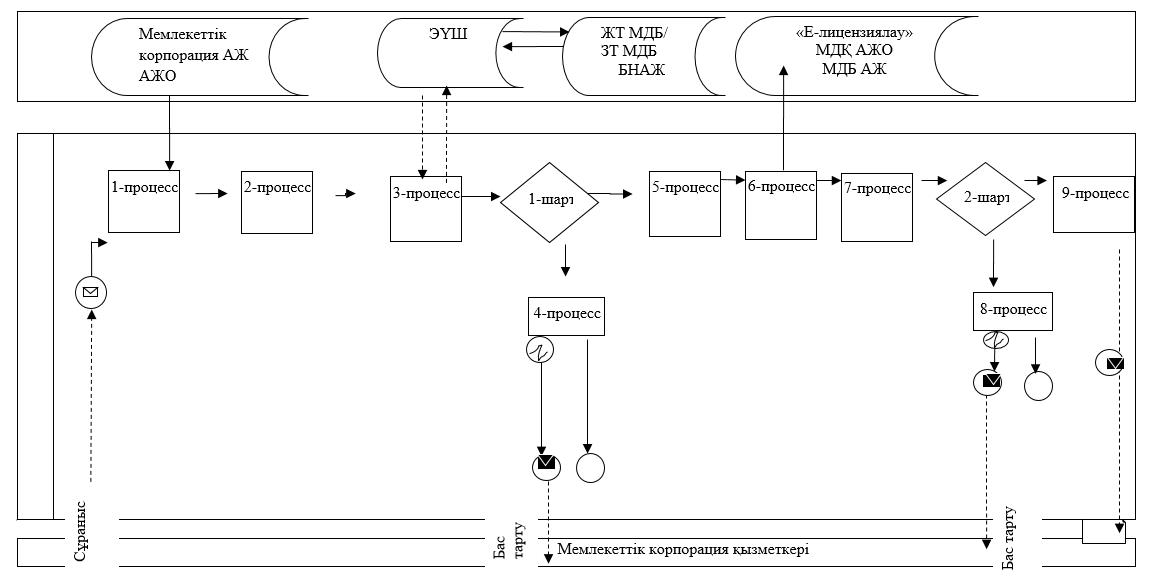 Мемлекеттік
корпорация АЖ
АЖО
ЭҮШ
ЖТ МДБ/
ЗТ МДБ
БНАЖ
«Е-лицензиялау»
МДҚ АЖО
МДБ АЖ
1-процесс
2-процесс
3-процесс
1-шарт
5-процесс
6-процесс
7-процесс
2-шарт
9-процесс
4-процесс
8-процесс
Сұраныс
Бас
тарту
Мемлекеттік корпорация қызметкері
Бас тарту